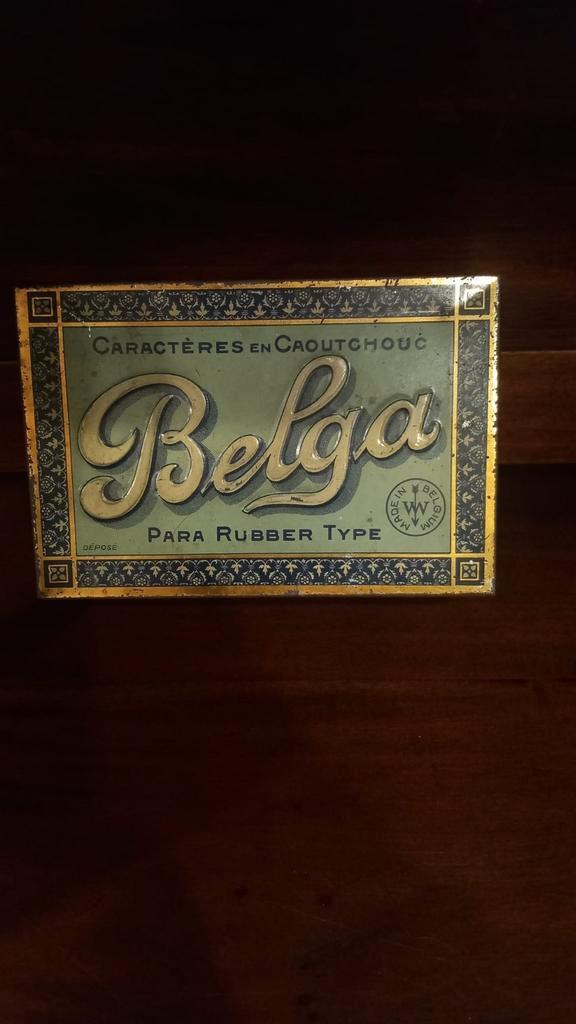 CARACTÈRES EN CAOUTCHOUC
Belga
PARA RUBBER TYPE
DÉPOSÉ
MADE IN BELGIUM
W